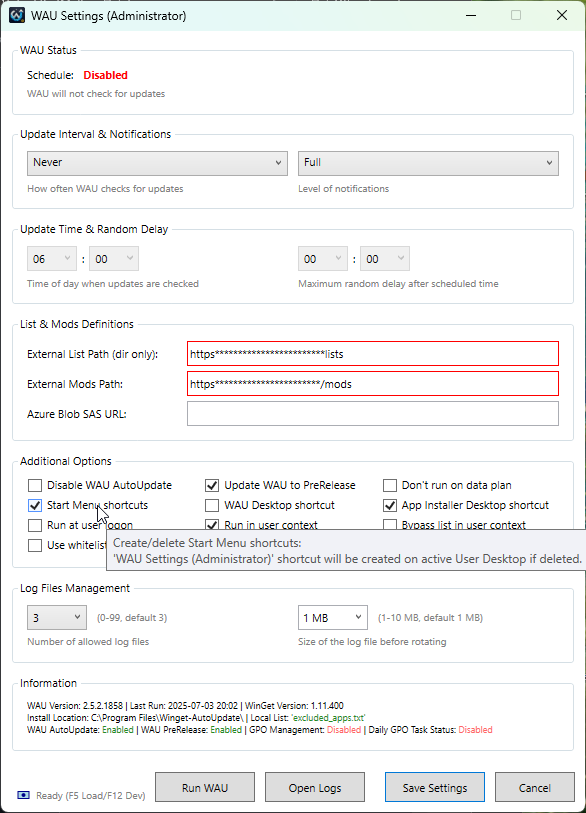 WAU Settings (Administrator)
WAU Status
Schedule: Disabled
WAU will not check for updates
Update Interval & Notifications
Never
Full
How often WAU checks for updates
Level of notifications
Update Time & Random Delay
06 : 00
00 : 00
Time of day when updates are checked
Maximum random delay after scheduled time
List & Mods Definitions
External List Path (dir only): https************************lists
External Mods Path: https***********************/mods
Azure Blob SAS URL:
Additional Options
Disable WAU AutoUpdate
Update WAU to PreRelease
Don't run on data plan
Start Menu shortcuts
WAU Desktop shortcut
App Installer Desktop shortcut
Run at user logon
Run in user context
Bypass list in user context
Use whitelist
Create/delete Start Menu shortcuts:
'WAU Settings (Administrator)' shortcut will be created on active User Desktop if deleted.
Log Files Management
3 (0-99, default 3)
1 MB (1-10 MB, default 1 MB)
Number of allowed log files
Size of the log file before rotating
Information
WAU Version: 2.5.2.1858 | Last Run: 2025-07-03 20:02 | WinGet Version: 1.11.400
Install Location: C:\Program Files\Winget-AutoUpdate\ | Local List: 'excluded_apps.txt'
WAU AutoUpdate: Enabled | WAU PreRelease: Enabled | GPO Management: Disabled | Daily GPO Task Status: Disabled
Ready (F5 Load/F12 Dev)
Run WAU
Open Logs
Save Settings
Cancel